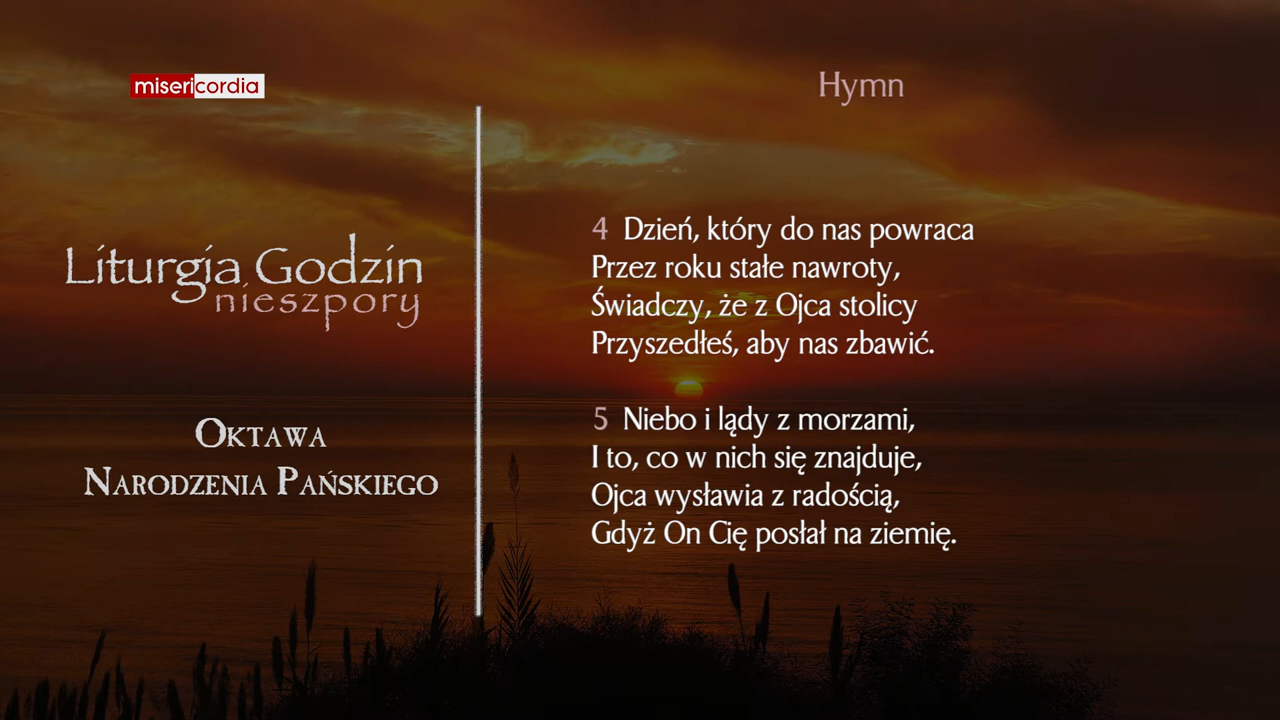 misericordia
Liturgia Godzin
nieszpory
Oktawa
Narodzenia Pańskiego
Hymn
4 Dzień, który do nas powraca
Przez roku stałe nawroty,
Świadczy, że z Ojca stolicy
Przyszedłeś, aby nas zbawić.
5 Niebo i lądy z morzami,
I to, co w nich się znajduje,
Ojca wysławia z radością,
Gdyż On Cię posłał na ziemię.